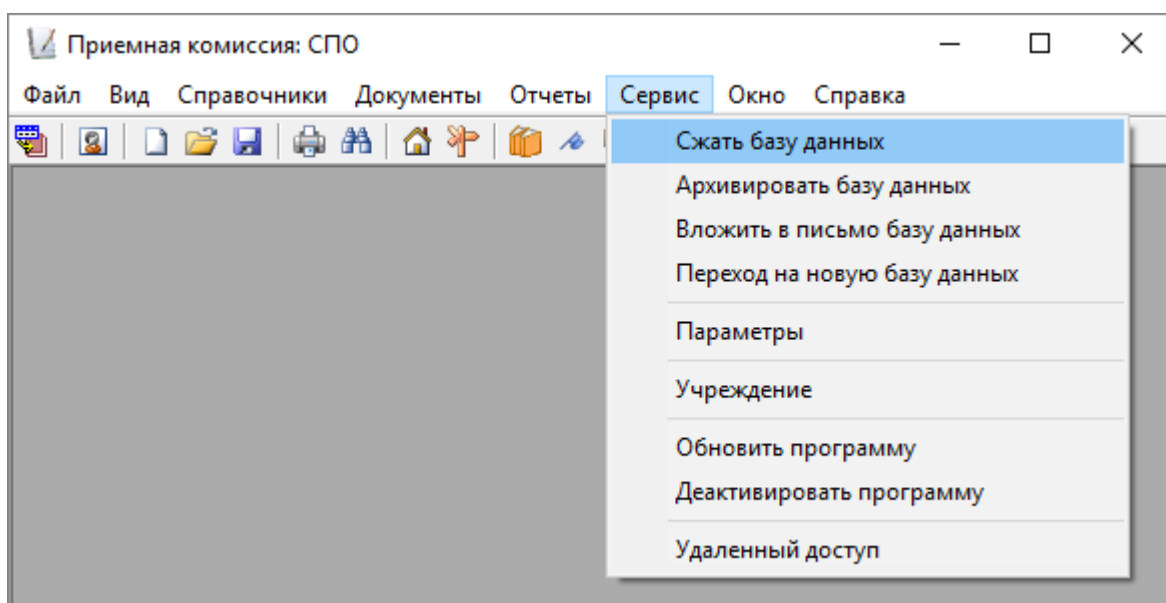 Приемная комиссия: СПО
Файл Вид Справочники Документы Отчеты Сервис Окно Справка
Сжать базу данных
Архивировать базу данных
Вложить в письмо базу данных
Переход на новую базу данных
Параметры
Учреждение
Обновить программу
Деактивировать программу
Удаленный доступ